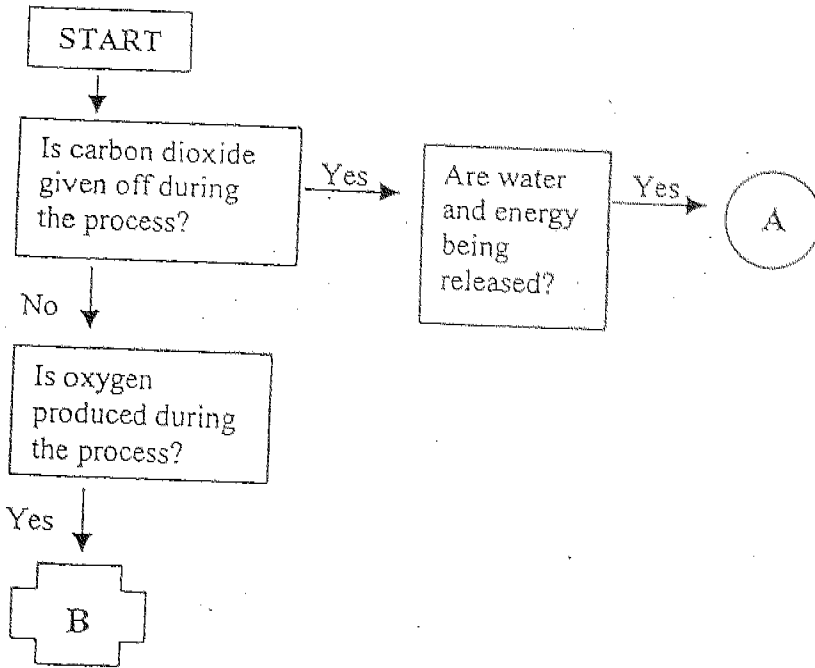 START
Is carbon dioxide
given off during
the process?
Yes
Are water
and energy
being
released?
Yes
A
No
Is oxygen
produced during
the process?
Yes
B